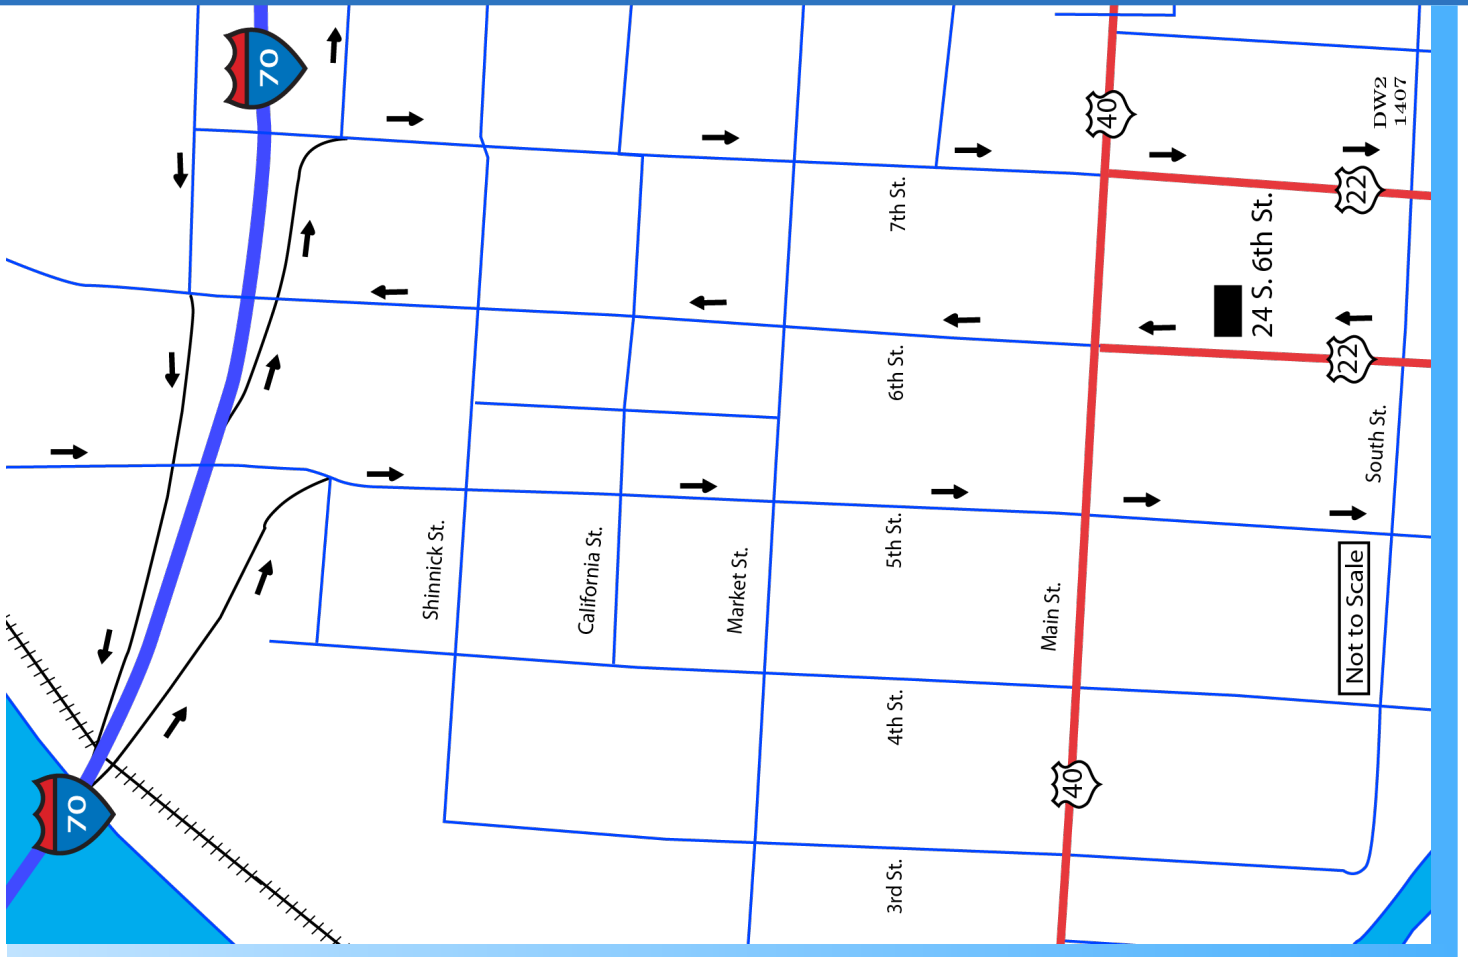 70
40
DW2
1407
22
7th St.
24 S. 6th St.
6th St.
22
South St.
5th St.
Shinnick St.
California St.
Market St.
Main St.
Not to Scale
4th St.
40
70
3rd St.